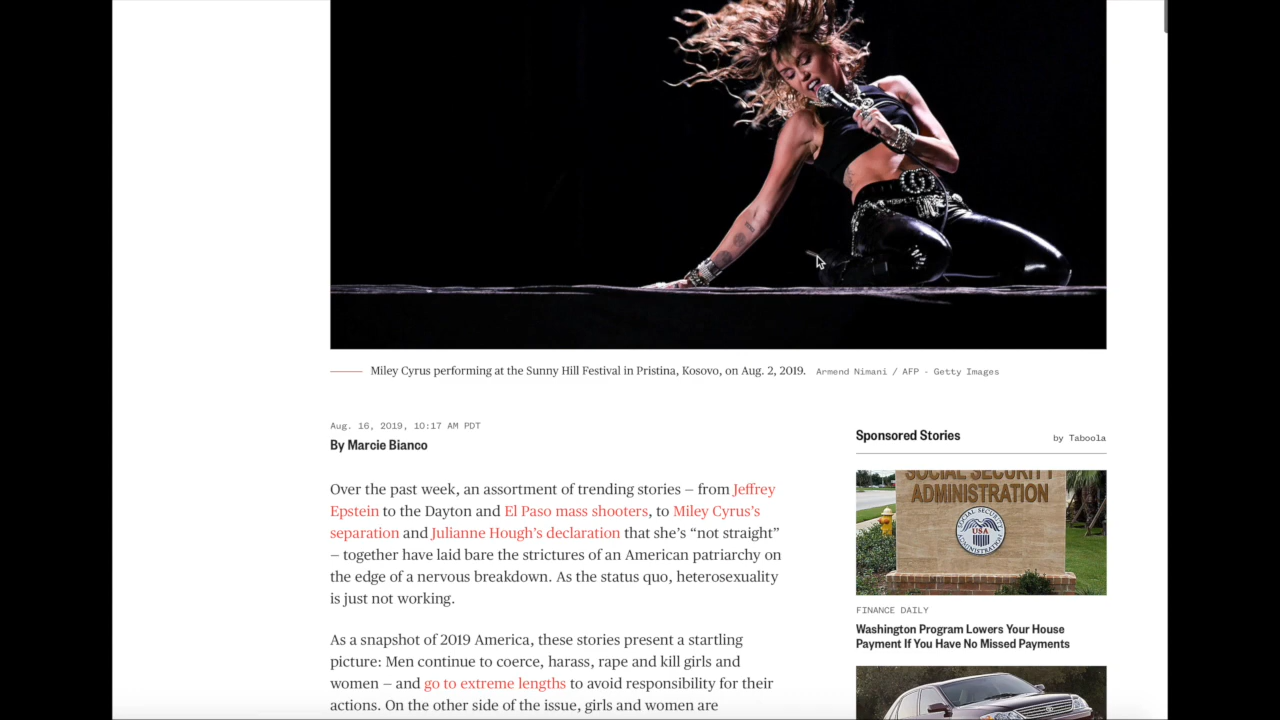 Miley Cyrus performing at the Sunny Hill Festival in Pristina, Kosovo, on Aug. 2, 2019. Armend Nimani / AFP - Getty Images
Aug. 16, 2019, 10:17 AM PDT
By Marcie Bianco
Over the past week, an assortment of trending stories — from Jeffrey
Epstein to the Dayton and El Paso mass shooters, to Miley Cyrus’s
separation and Julianne Hough’s declaration that she’s “not straight”
— together have laid bare the strictures of an American patriarchy on
the edge of a nervous breakdown. As the status quo, heterosexuality
is just not working.
As a snapshot of 2019 America, these stories present a startling
picture: Men continue to coerce, harass, rape and kill girls and
women — and go to extreme lengths to avoid responsibility for their
actions. On the other side of the issue, girls and women are
Sponsored Stories
by Taboola
SOCIAL SECURITY
ADMINISTRATION
SOCIAL SECURITY
USA
ADMINISTRATION
FINANCE DAILY
Washington Program Lowers Your House
Payment If You Have No Missed Payments